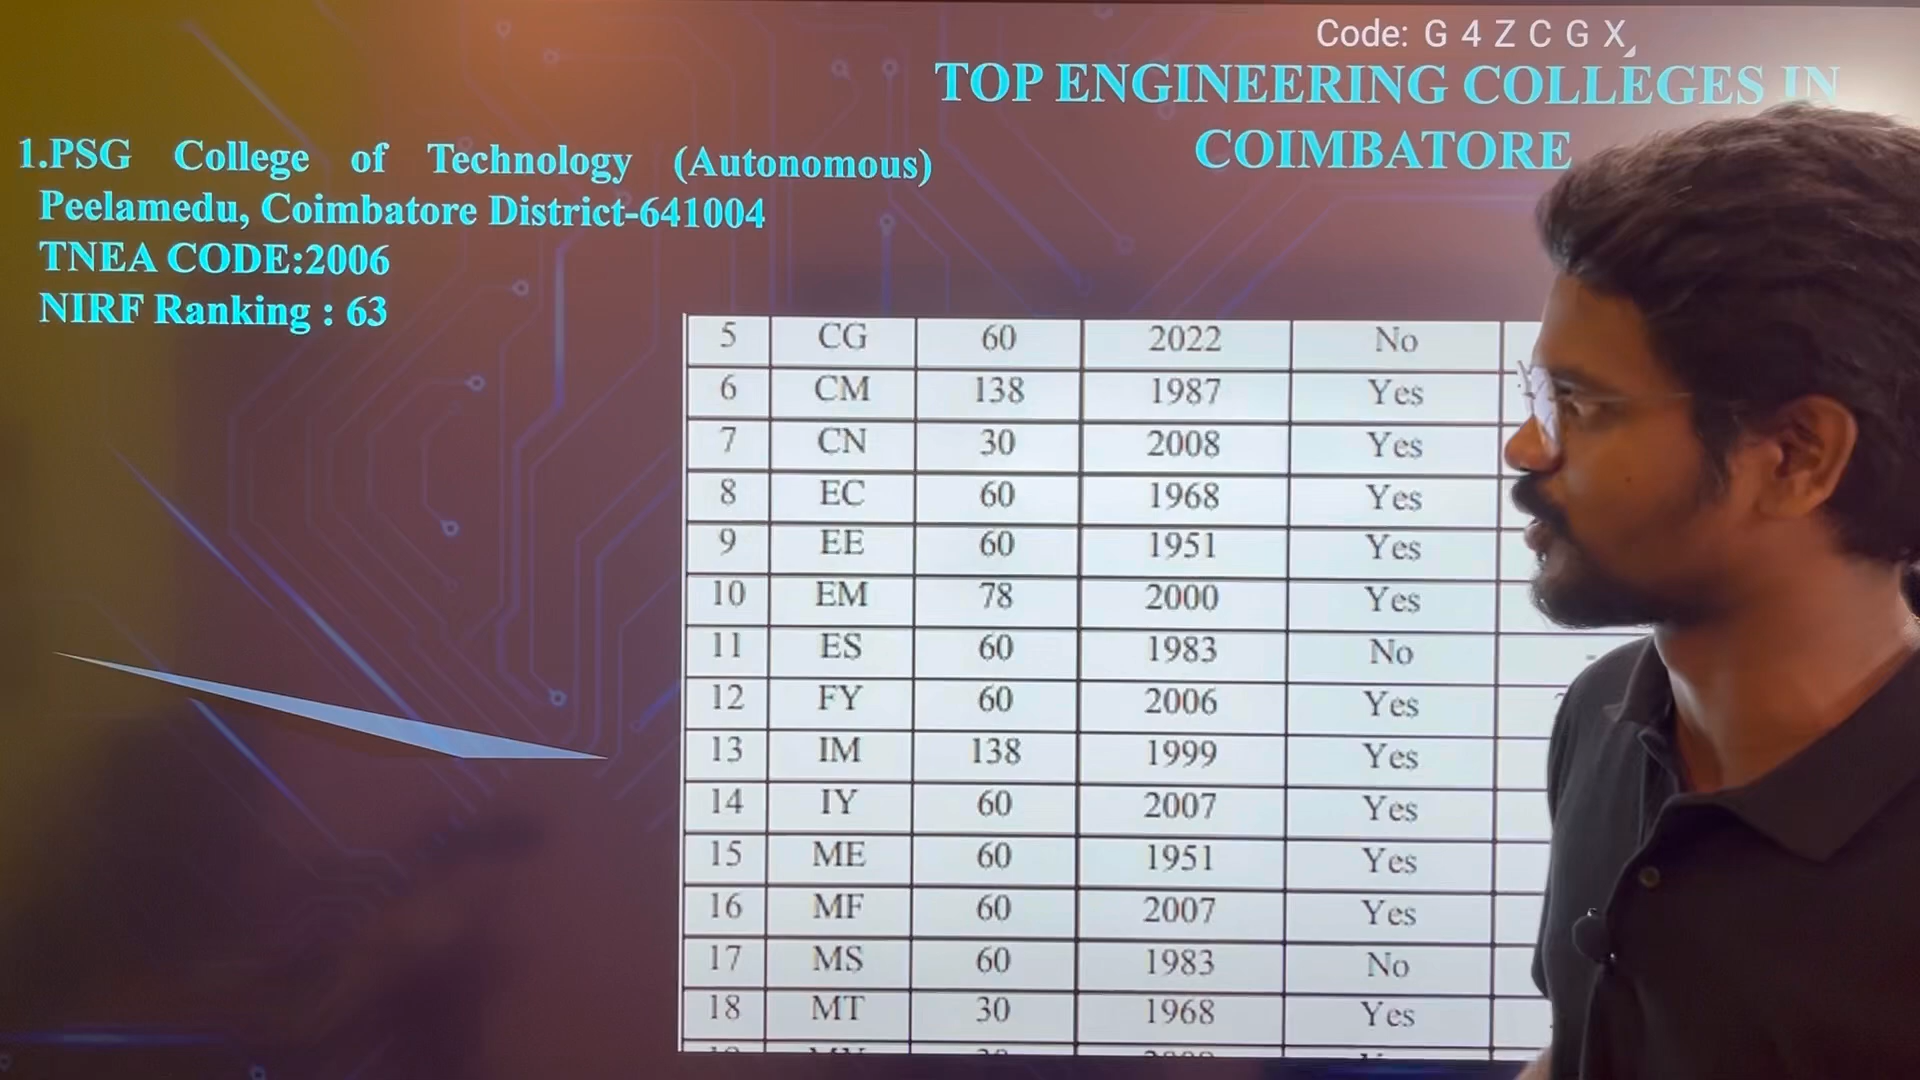 Code: G 4 Z C G X
TOP ENGINEERING COLLEGES IN
COIMBATORE
1.PSG College of Technology (Autonomous)
Peelamedu, Coimbatore District-641004
TNEA CODE:2006
NIRF Ranking : 63
5 CG 60 2022 No
6 CM 138 1987 Yes
7 CN 30 2008 Yes
8 EC 60 1968 Yes
9 EE 60 1951 Yes
10 EM 78 2000 Yes
11 ES 60 1983 No -
12 FY 60 2006 Yes
13 IM 138 1999 Yes
14 IY 60 2007 Yes
15 ME 60 1951 Yes
16 MF 60 2007 Yes
17 MS 60 1983 No
18 MT 30 1968 Yes